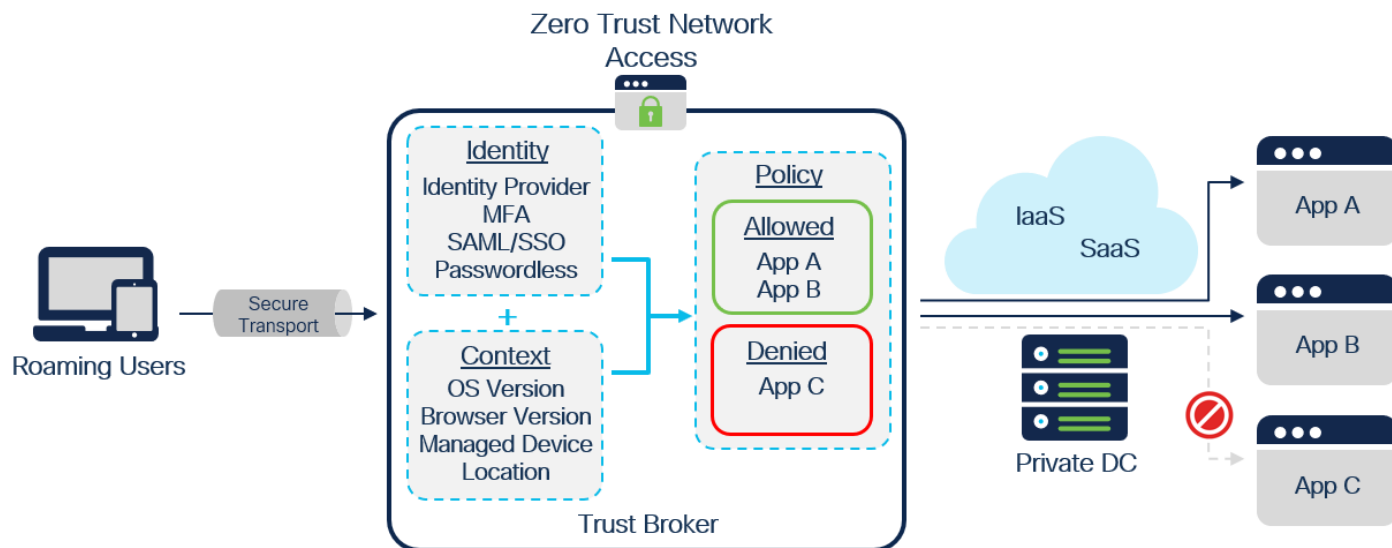 Zero Trust Network
Access
Identity
Identity Provider
MFA
SAML/SSO
Passwordless
+
Context
OS Version
Browser Version
Managed Device
Location
Policy
Allowed
App A
App B
Denied
App C
Trust Broker
Secure
Transport
Roaming Users
IaaS
SaaS
Private DC
App A
App B
App C